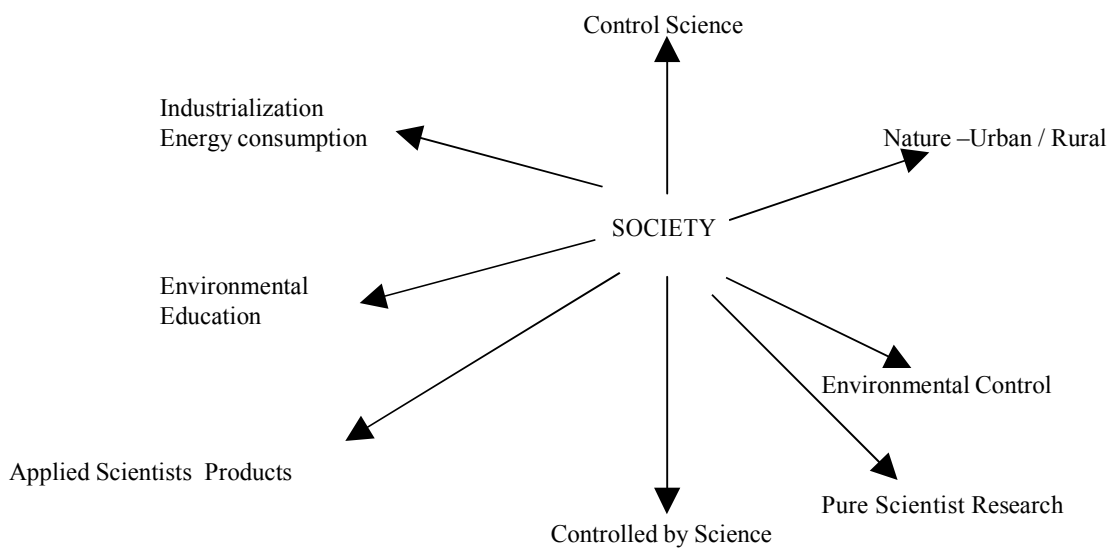 Control Science
Industrialization
Energy consumption
Nature –Urban / Rural
SOCIETY
Environmental
Education
Environmental Control
Applied Scientists Products
Pure Scientist Research
Controlled by Science